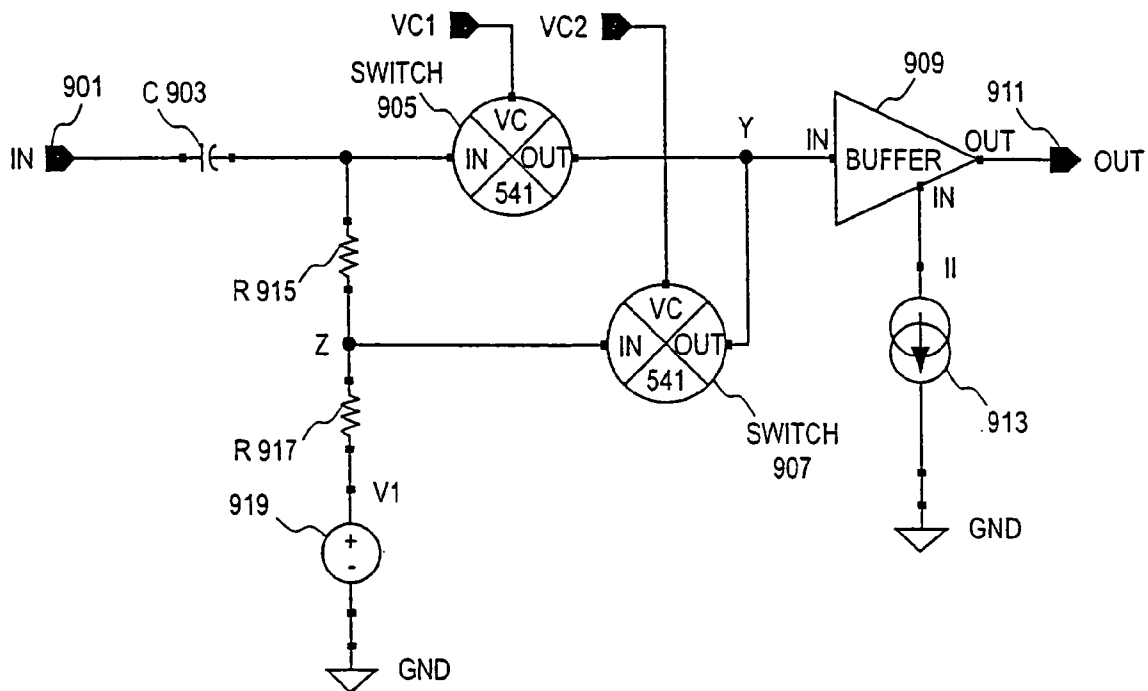 VC1
VC2
901
C 903
SWITCH
905
909
911
IN
VC
IN
OUT
541
Y
IN
BUFFER
OUT
OUT
IN
R 915
II
VC
IN
OUT
541
Z
913
R 917
SWITCH
907
V1
919
+
-
GND
GND